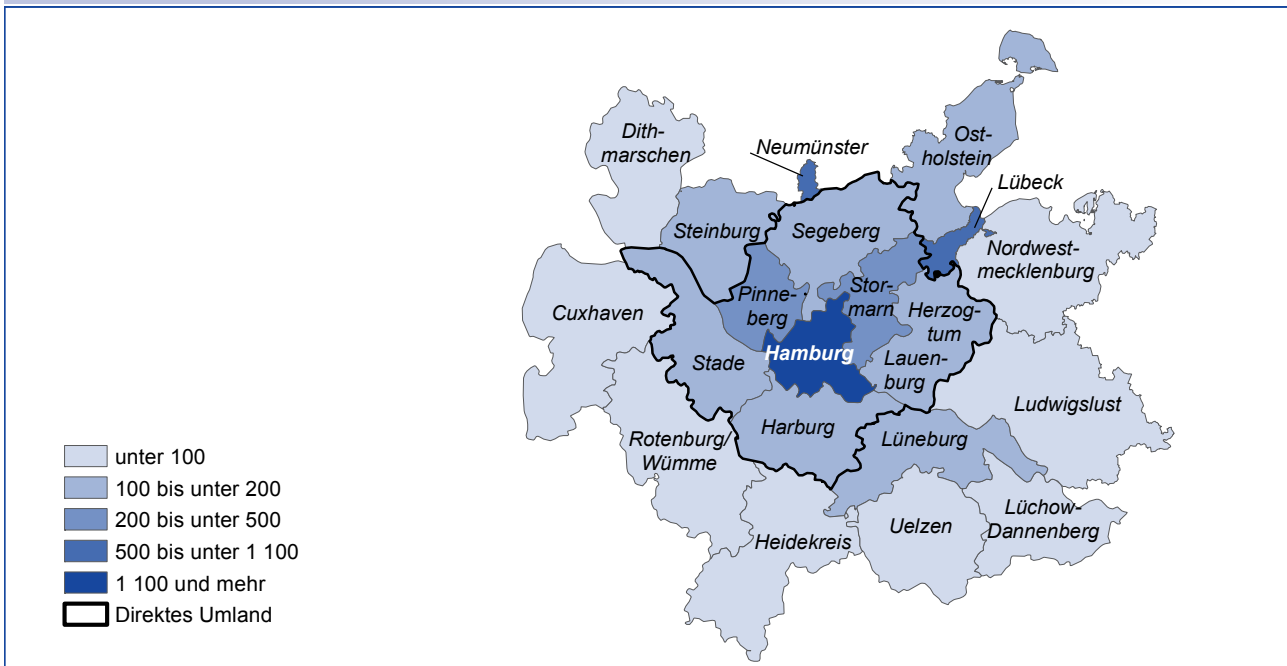 Dith-
marschen
Neumünster
Ost-
holstein
Lübeck
Steinburg
Segeberg
Nordwest-
mecklenburg
Cuxhaven
Pinne-
berg
Stor-
marn
Herzog-
tum
Lauen-
burg
Hamburg
Stade
Ludwigslust
Harburg
Lüneburg
Rotenburg/
Wümme
Heidekreis
Uelzen
Lüchow-
Dannenberg
unter 100
100 bis unter 200
200 bis unter 500
500 bis unter 1 100
1 100 und mehr
Direktes Umland